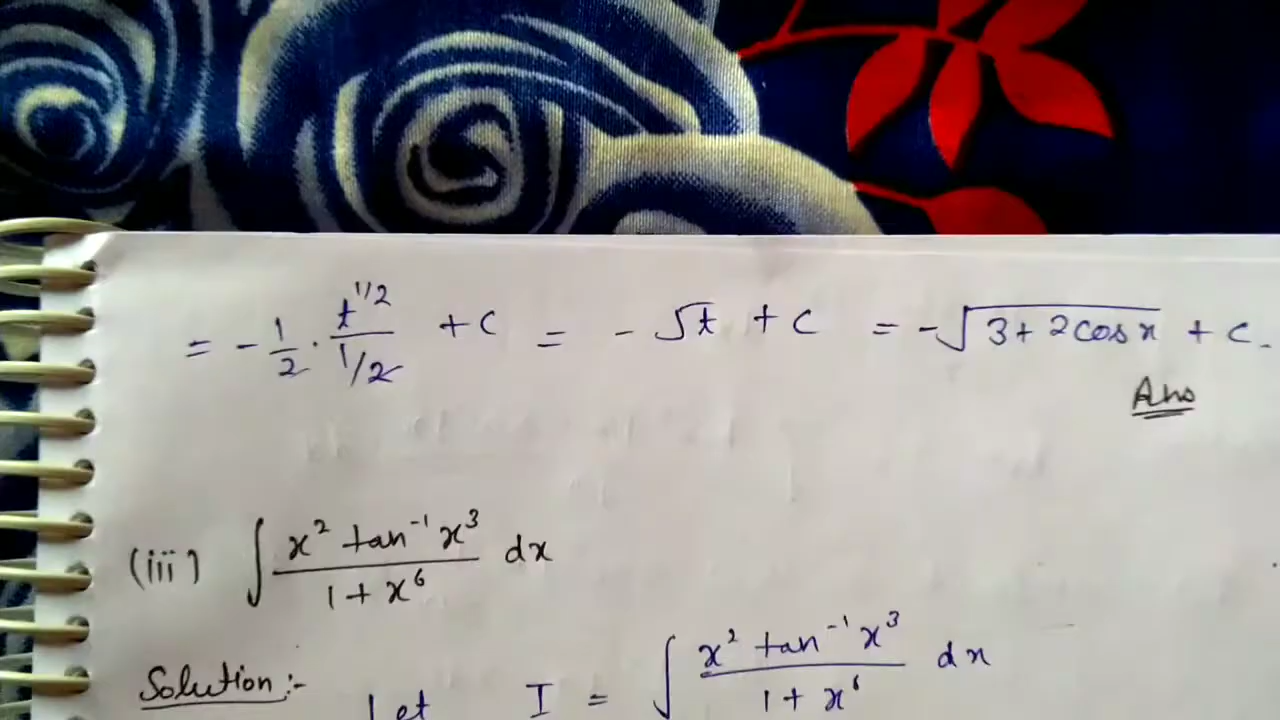 = - 1/2 · t^1/2 / 1/2 + c = - √t + c = -√3+2cosx + c.
Ans
(iii) ∫ x² tan⁻¹ x³ / 1 + x⁶ dx
Solution:- Let I = ∫ x² tan⁻¹ x³ / 1 + x⁶ dx